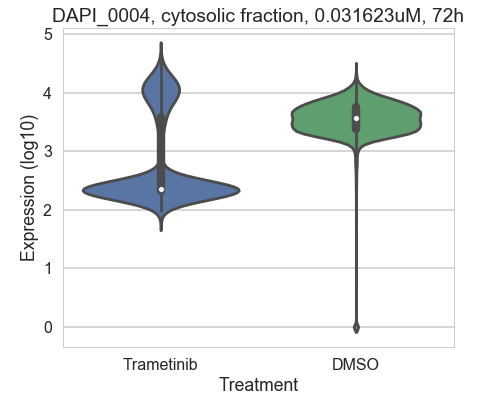 DAPI_0004, cytosolic fraction, 0.031623uM, 72h
5
4
3
2
1
0
Expression (log10)
Trametinib
DMSO
Treatment